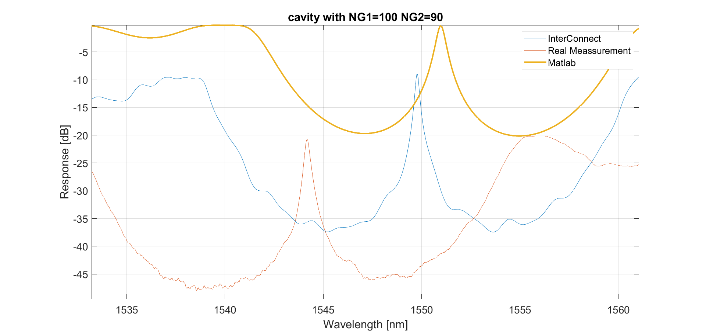 cavity with NG1=100 NG2=90
InterConnect
Real Meassurement
Matlab
-5
-10
-15
-20
-25
-30
-35
-40
-45
Response [dB]
1535 1540 1545 1550 1555 1560
Wavelength [nm]